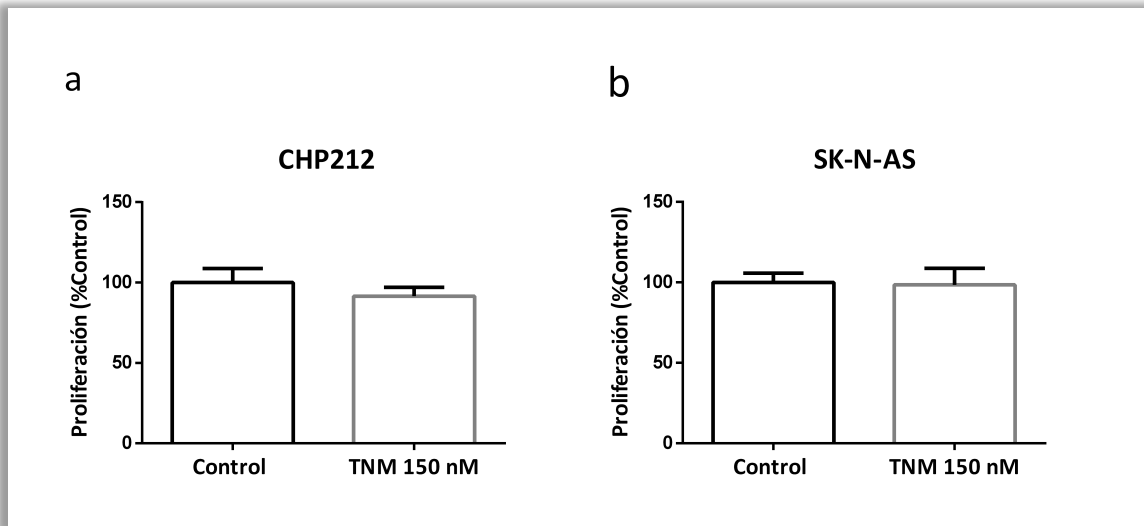 a
CHP212
Proliferación (%Control)
150
100
50
0
Control
TNM 150 nM
b
SK-N-AS
Proliferación (%Control)
150
100
50
0
Control
TNM 150 nM